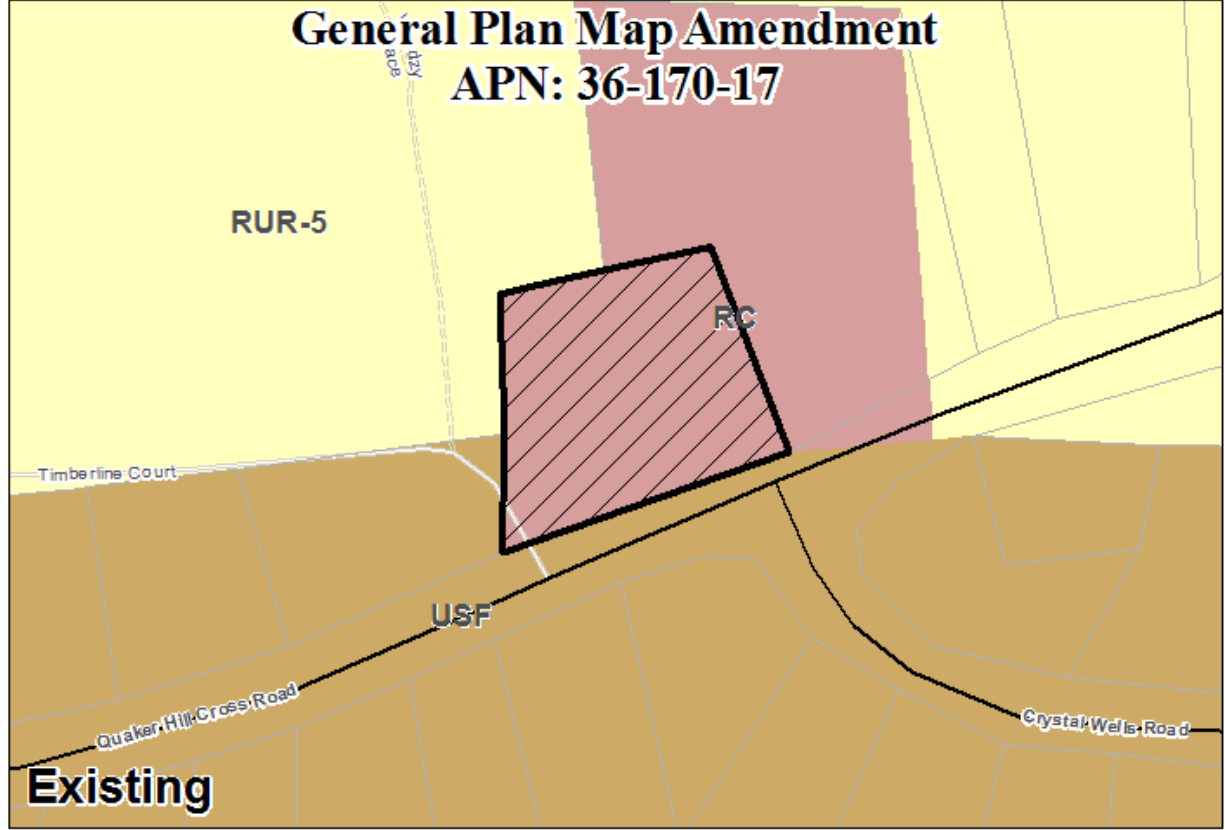 General Plan Map Amendment
APN: 36-170-17
RUR-5
RC
Timberline Court
USF
Quaker Hill Cross Road
Crystal Wells Road
Existing